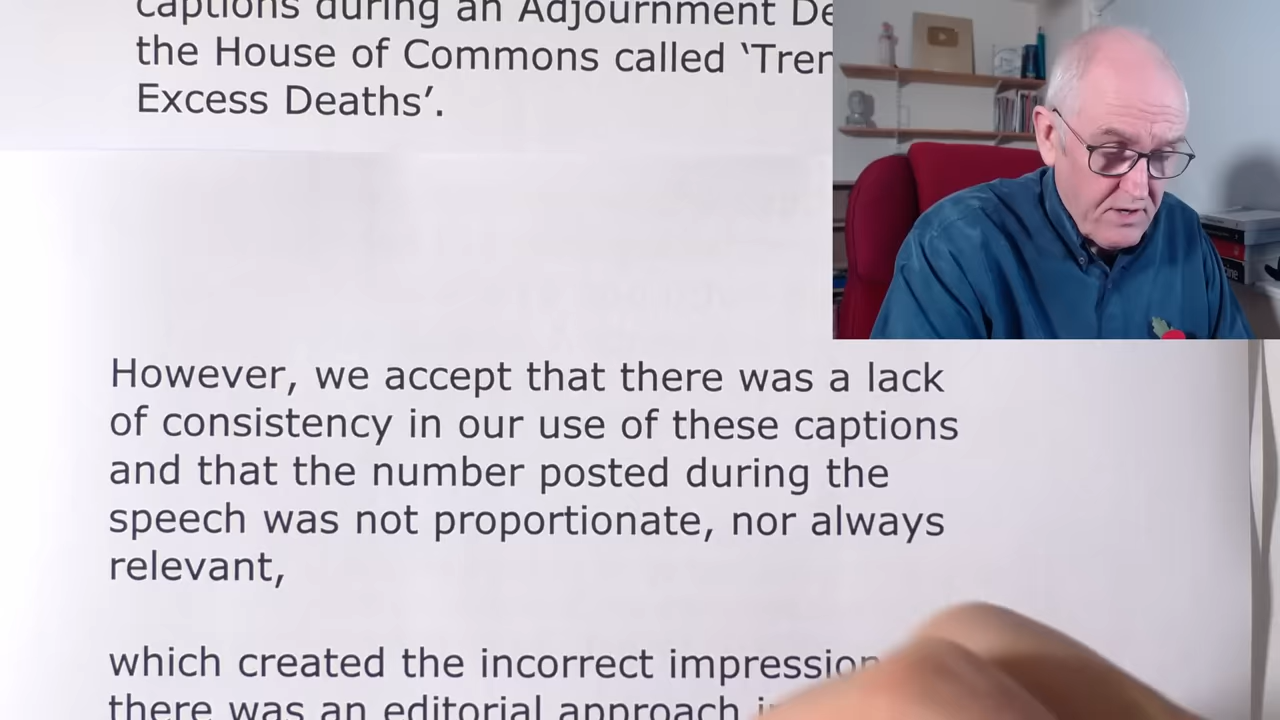 captions during an Adjournment
the House of Commons called ‘Tren
Excess Deaths’.
However, we accept that there was a lack
of consistency in our use of these captions
and that the number posted during the
speech was not proportionate, nor always
relevant,
which created the incorrect impression
there was an editorial approach